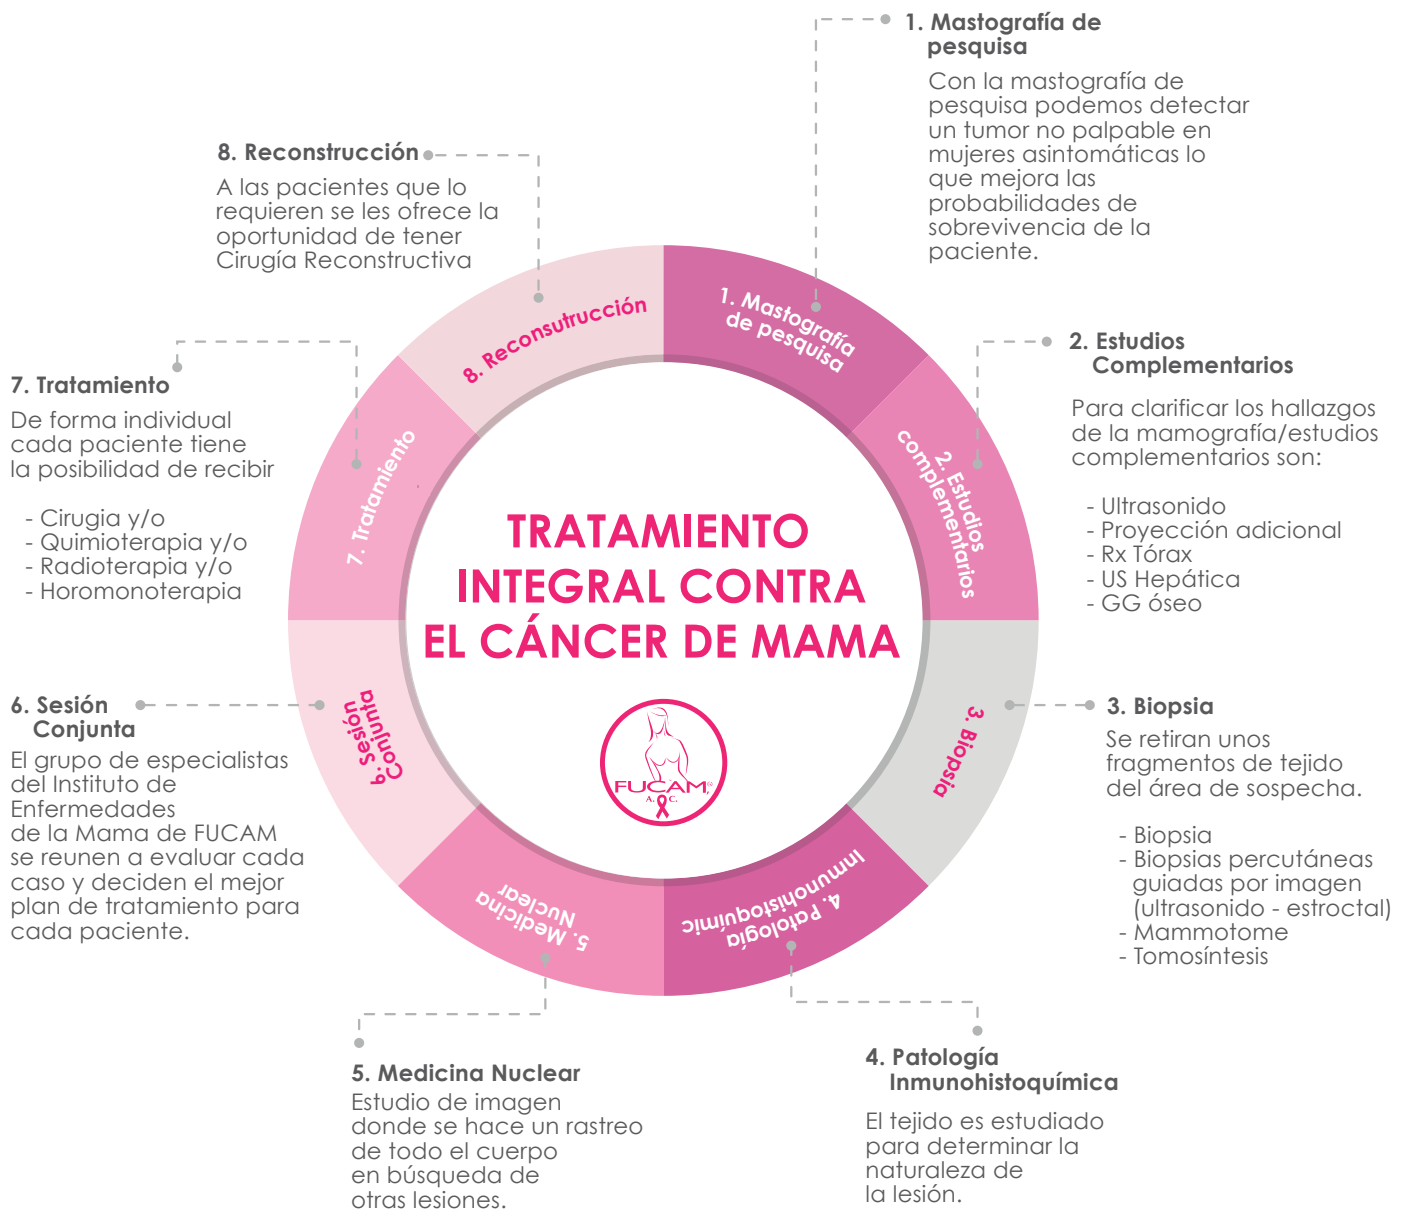 1. Mastografía de
pesquisa
Con la mastografía de
pesquisa podemos detectar
un tumor no palpable en
mujeres asintomáticas lo
que mejora las
probabilidades de
sobrevivencia de la
paciente.
2. Estudios
Complementarios
Para clarificar los hallazgos
de la mamografía/estudios
complementarios son:
- Ultrasonido
- Proyección adicional
- Rx Tórax
- US Hepática
- GG óseo
3. Biopsia
Se retiran unos
fragmentos de tejido
del área de sospecha.
- Biopsia
- Biopsias percutáneas
guiadas por imagen
(ultrasonido - estroctal)
- Mammotome
- Tomosíntesis
4. Patología
Inmunohistoquímica
El tejido es estudiado
para determinar la
naturaleza de
la lesión.
5. Medicina Nuclear
Estudio de imagen
donde se hace un rastreo
de todo el cuerpo
en búsqueda de
otras lesiones.
6. Sesión
Conjunta
El grupo de especialistas
del Instituto de
Enfermedades
de la Mama de FUCAM
se reunen a evaluar cada
caso y deciden el mejor
plan de tratamiento para
cada paciente.
7. Tratamiento
De forma individual
cada paciente tiene
la posibilidad de recibir
- Cirugia y/o
- Quimioterapia y/o
- Radioterapia y/o
- Horomonoterapia
8. Reconstrucción
A las pacientes que lo
requieren se les ofrece la
oportunidad de tener
Cirugía Reconstructiva
1. Mastografía
de pesquisa
2. Estudios
complementarios
3. Biopsia
4. Patología
Inmunohistoquímic
5. Medicina
Nuclear
6. Sesión
Conjunta
7. Tratamiento
8. Reconsutrucción
TRATAMIENTO
INTEGRAL CONTRA
EL CÁNCER DE MAMA
FUCAM®,
A. C.